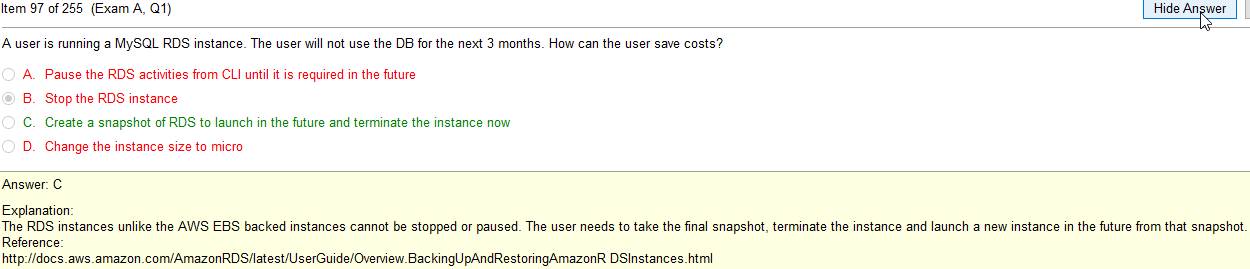 Item 97 of 255 (Exam A, Q1)
Hide Answer
A user is running a MySQL RDS instance. The user will not use the DB for the next 3 months. How can the user save costs?
A. Pause the RDS activities from CLI until it is required in the future
B. Stop the RDS instance
C. Create a snapshot of RDS to launch in the future and terminate the instance now
D. Change the instance size to micro
Answer: C
Explanation:
The RDS instances unlike the AWS EBS backed instances cannot be stopped or paused. The user needs to take the final snapshot, terminate the instance and launch a new instance in the future from that snapshot.
Reference:
http://docs.aws.amazon.com/AmazonRDS/latest/UserGuide/Overview.BackingUpAndRestoringAmazonR DSInstances.html